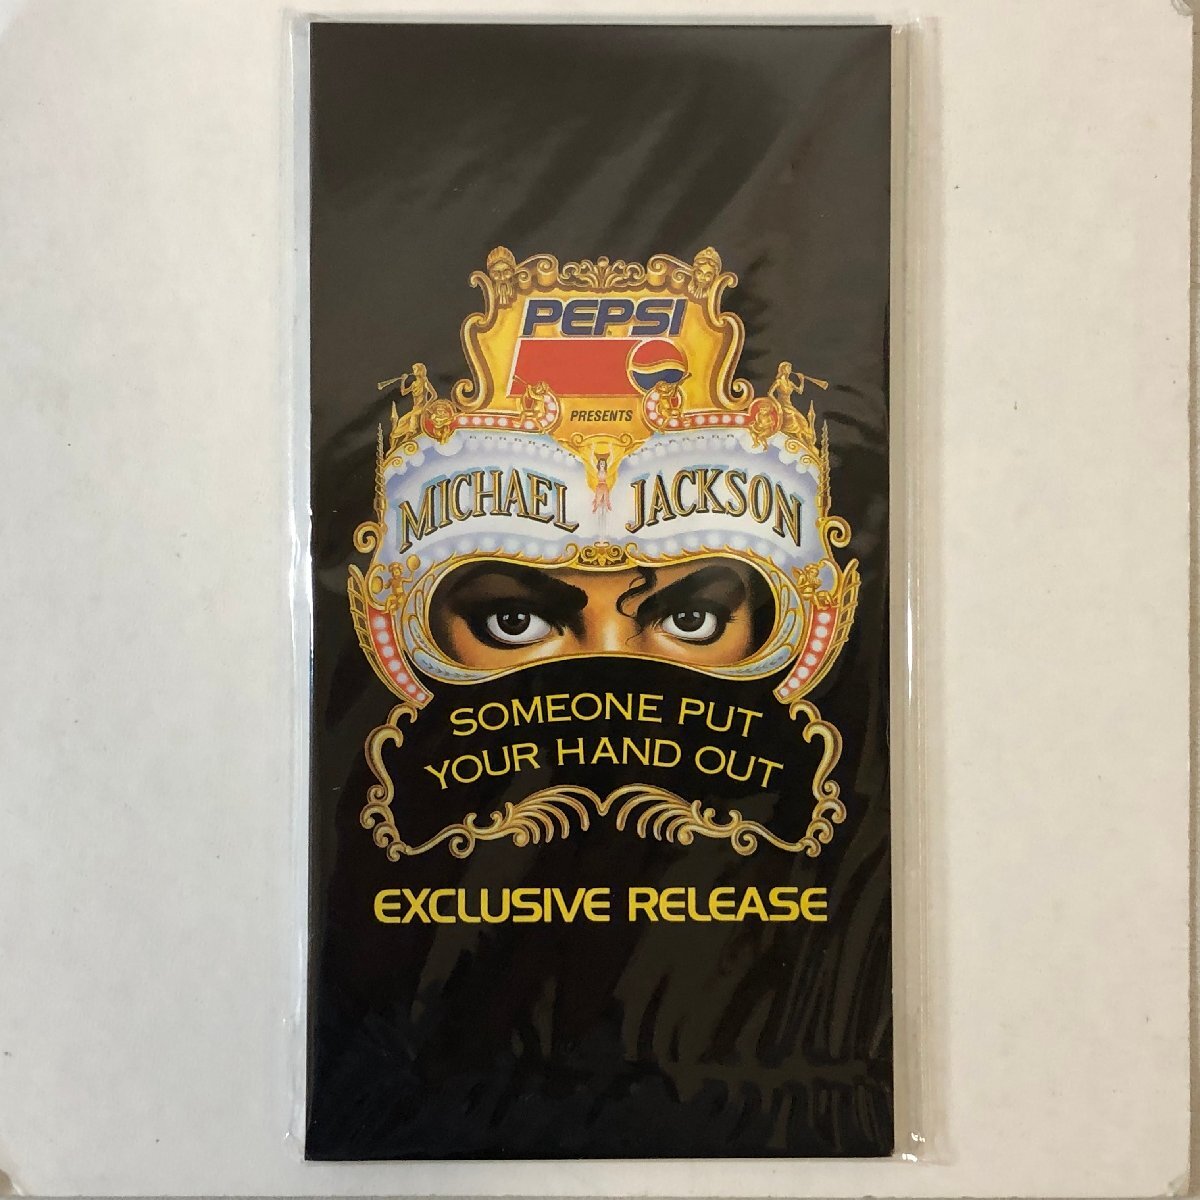 PEPSI
PRESENTS
MICHAEL JACKSON
SOMEONE PUT
YOUR HAND OUT
EXCLUSIVE RELEASE